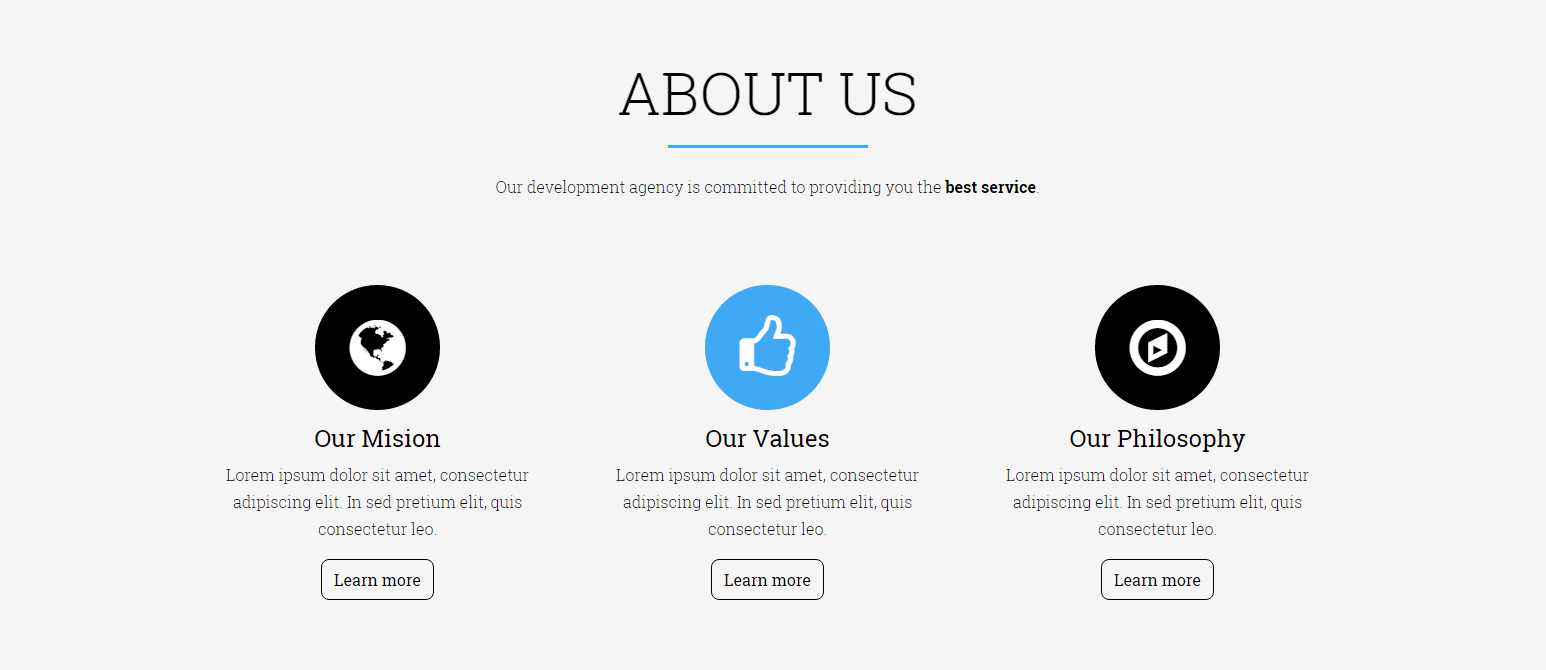 ABOUT US
Our development agency is committed to providing you the best service.
Our Mision
Lorem ipsum dolor sit amet, consectetur
adipiscing elit. In sed pretium elit, quis
consectetur leo.
Learn more
Our Values
Lorem ipsum dolor sit amet, consectetur
adipiscing elit. In sed pretium elit, quis
consectetur leo.
Learn more
Our Philosophy
Lorem ipsum dolor sit amet, consectetur
adipiscing elit. In sed pretium elit, quis
consectetur leo.
Learn more